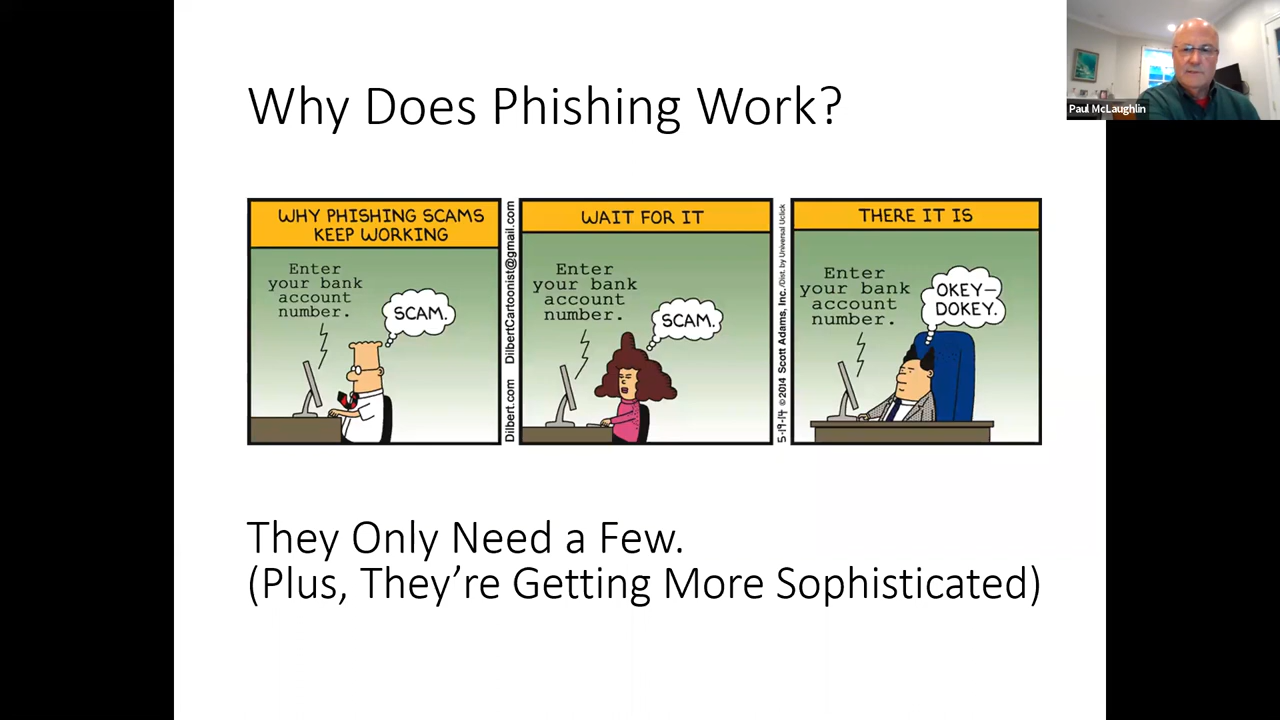 Why Does Phishing Work?
Paul McLaughlin
WHY PHISHING SCAMS
KEEP WORKING
Enter
your bank
account
number.
SCAM.
Dilbert.com DilbertCartoonist@gmail.com
WAIT FOR IT
Enter
your bank
account
number.
SCAM.
5-19-14 ©2014 Scott Adams, Inc. /Dist. by Universal Uclick
THERE IT IS
Enter
your bank
account
number.
OKEY-
DOKEY.
They Only Need a Few.
(Plus, They’re Getting More Sophisticated)